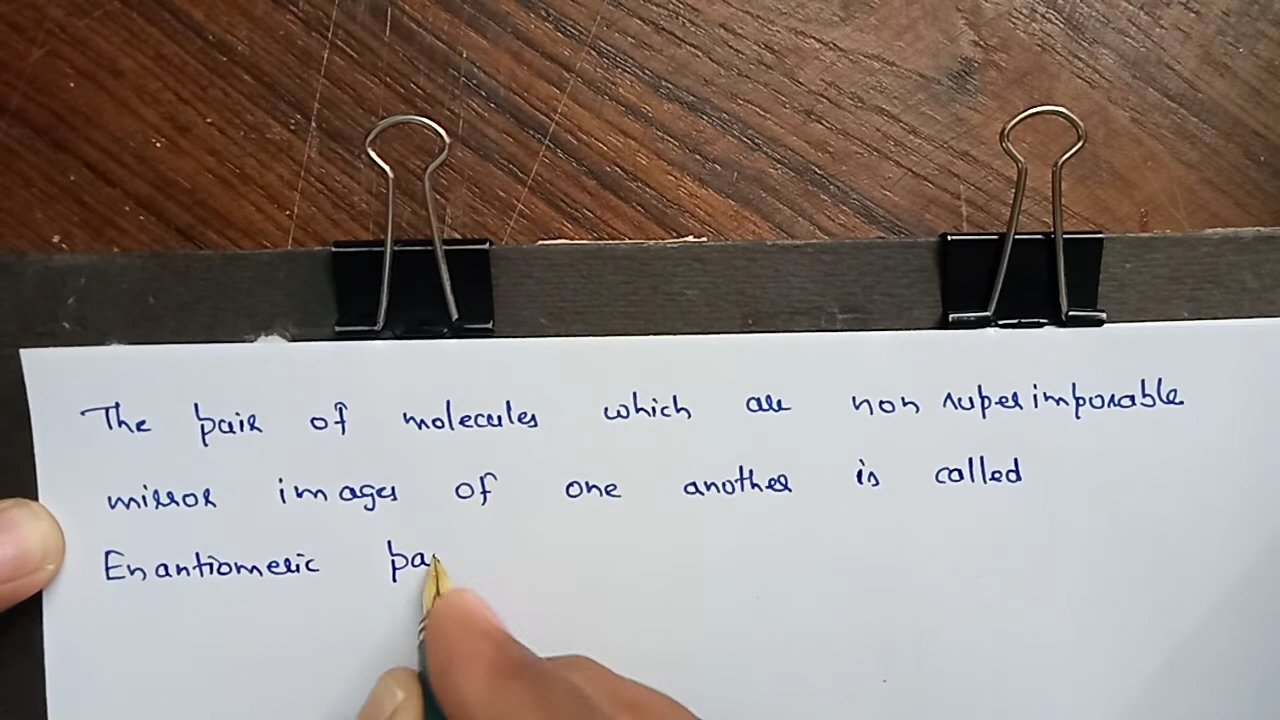 The pair of molecules which are non superimposable
mirror images of one another is called
Enantiomeric pa